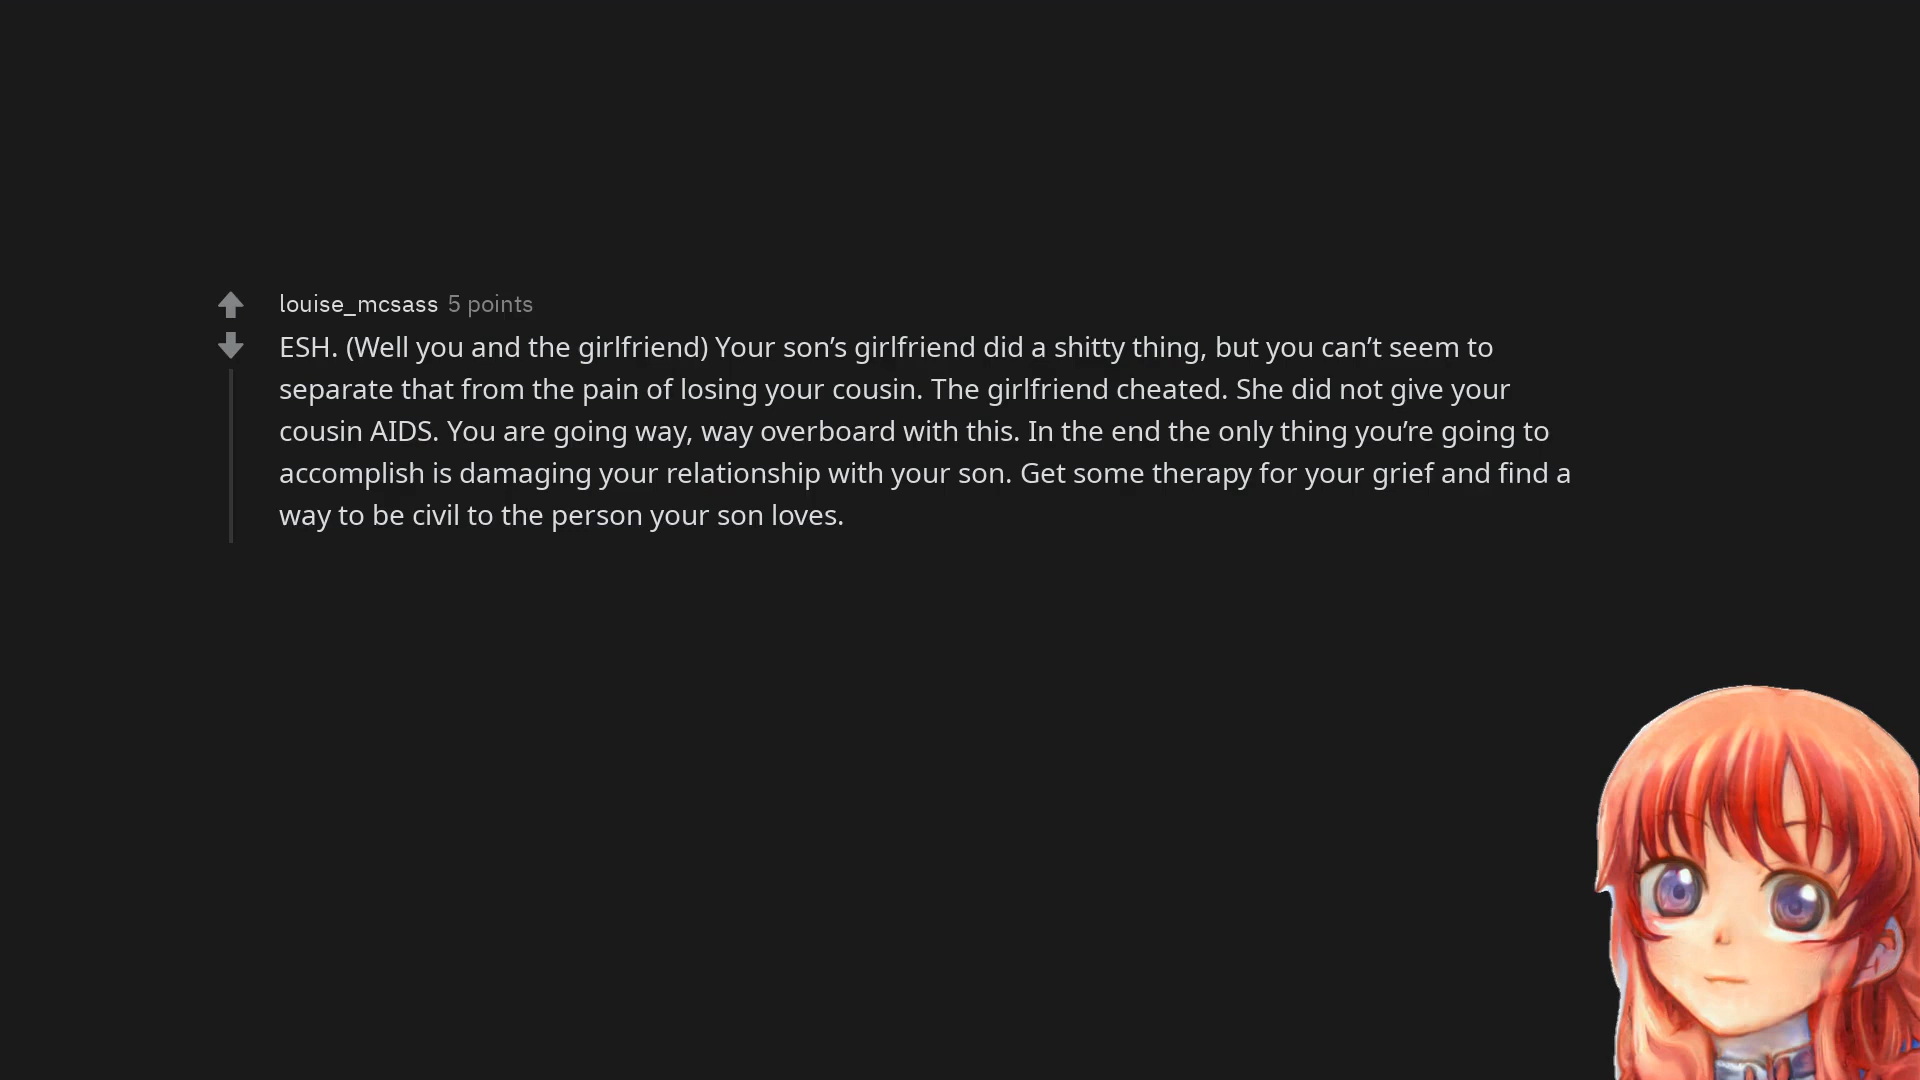 louise_mcsass 5 points
ESH. (Well you and the girlfriend) Your son’s girlfriend did a shitty thing, but you can’t seem to
separate that from the pain of losing your cousin. The girlfriend cheated. She did not give your
cousin AIDS. You are going way, way overboard with this. In the end the only thing you’re going to
accomplish is damaging your relationship with your son. Get some therapy for your grief and find a
way to be civil to the person your son loves.